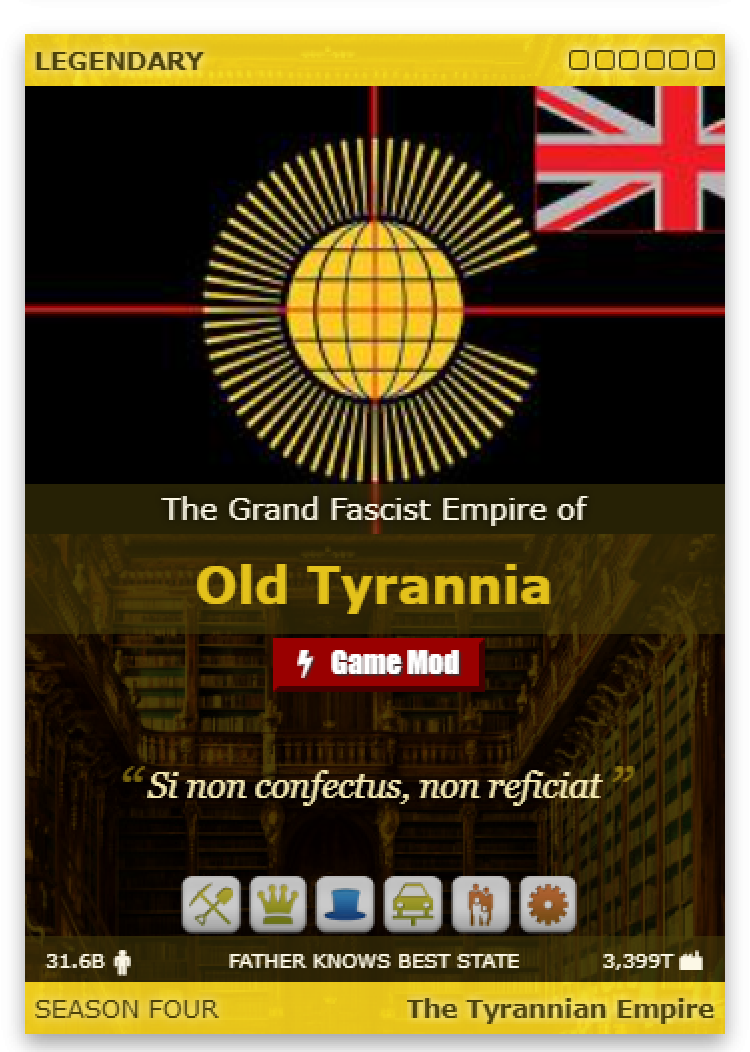 LEGENDARY
The Grand Fascist Empire of
Old Tyrannia
Game Mod
“Si non confectus, non reficiat”
31.6B FATHER KNOWS BEST STATE 3,399T
SEASON FOUR The Tyrannian Empire